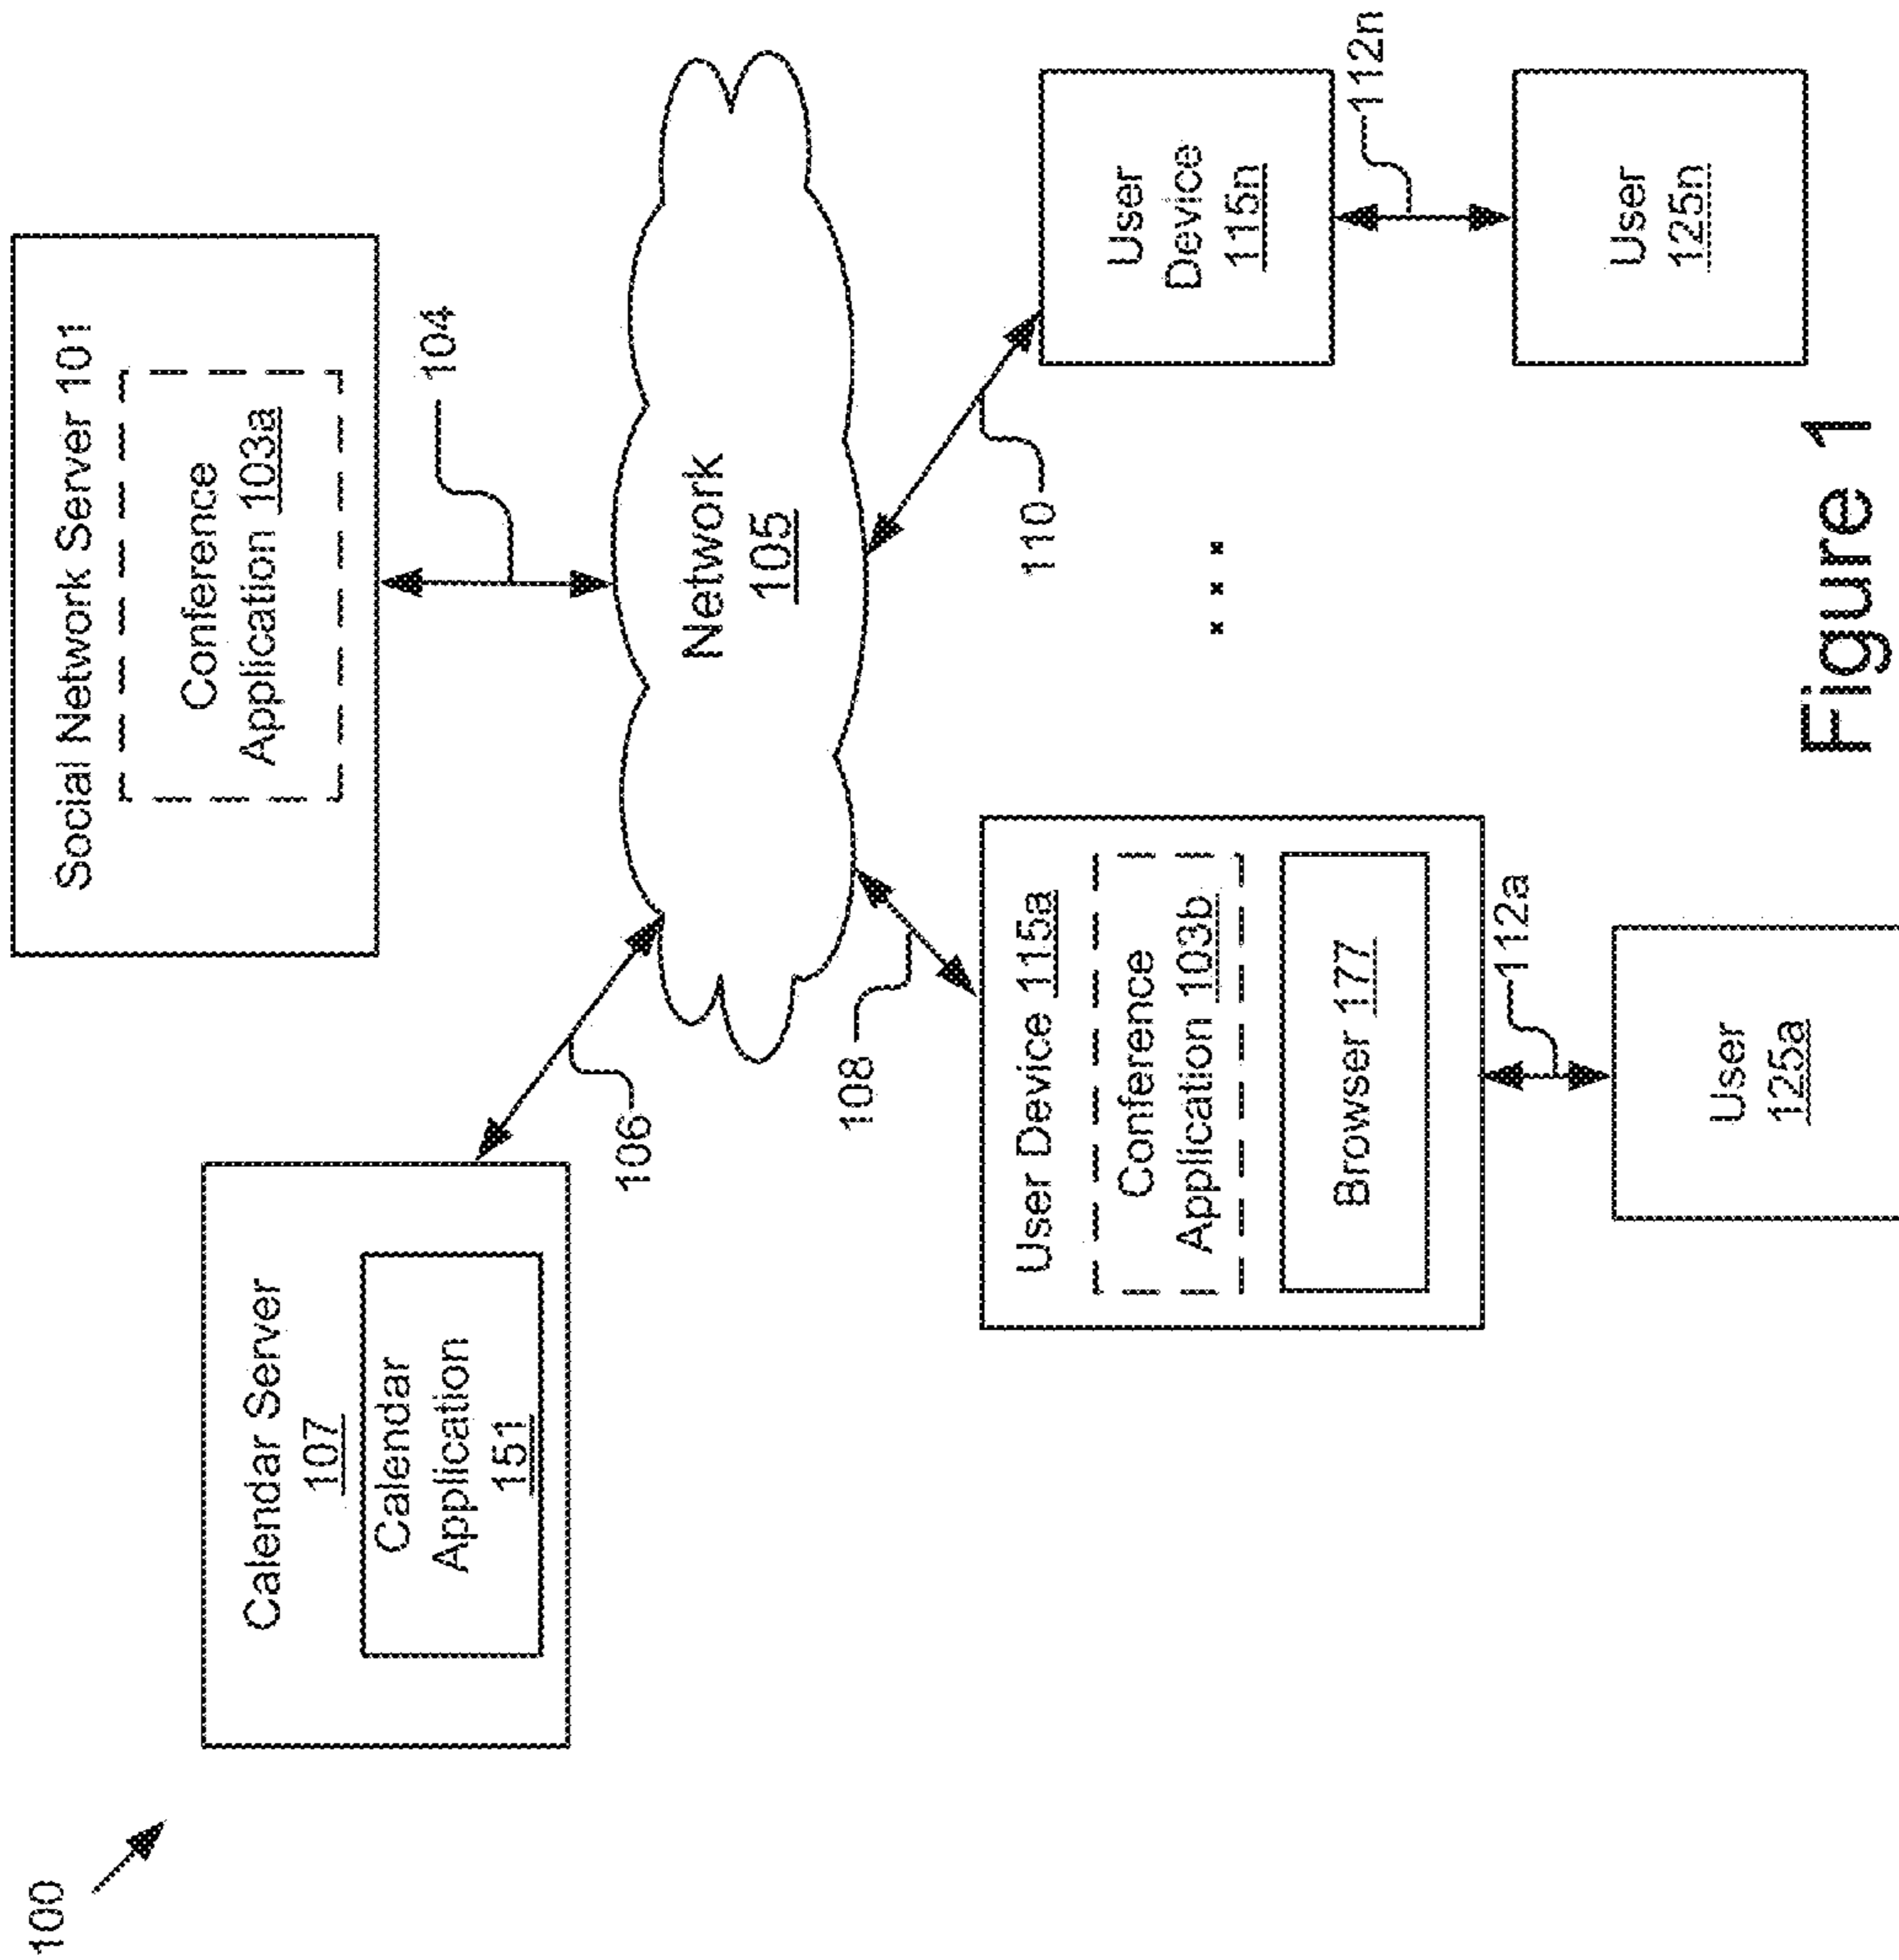 100
Social Network Server 101
Conference
Application 103a
Calendar Server
107
Calendar
Application
151
104
106
Network
105
108
110
User Device 115a
Conference
Application 103b
Browser 177
. . .
User
Device
115n
112a
112n
User
125a
User
125n
Figure 1